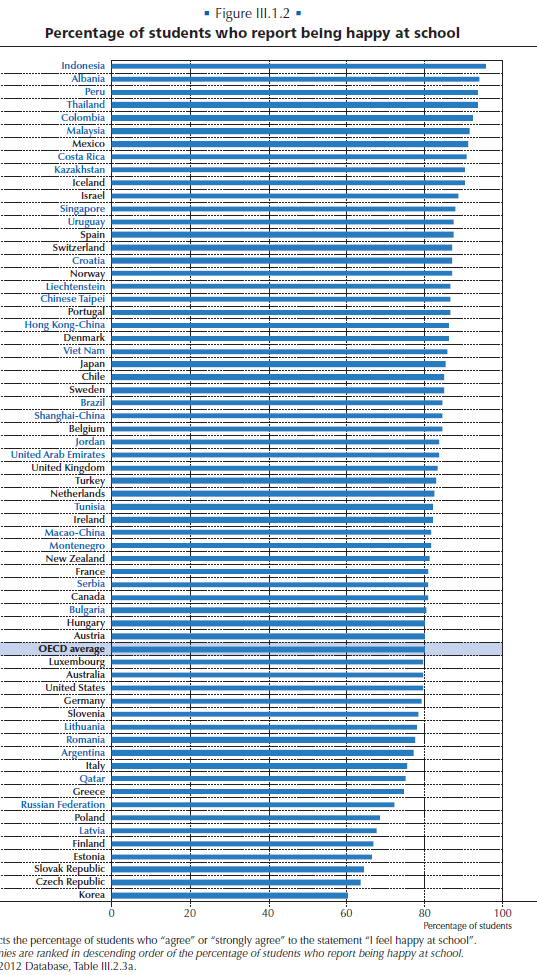 ▪ Figure III.1.2 ▪
Percentage of students who report being happy at school
Indonesia
Albania
Peru
Thailand
Colombia
Malaysia
Mexico
Costa Rica
Kazakhstan
Iceland
Israel
Singapore
Uruguay
Spain
Switzerland
Croatia
Norway
Liechtenstein
Chinese Taipei
Portugal
Hong Kong-China
Denmark
Viet Nam
Japan
Chile
Sweden
Brazil
Shanghai-China
Belgium
Jordan
United Arab Emirates
United Kingdom
Turkey
Netherlands
Tunisia
Ireland
Macao-China
Montenegro
New Zealand
France
Serbia
Canada
Bulgaria
Hungary
Austria
OECD average
Luxembourg
Australia
United States
Germany
Slovenia
Lithuania
Romania
Argentina
Italy
Qatar
Greece
Russian Federation
Poland
Latvia
Finland
Estonia
Slovak Republic
Czech Republic
Korea
0 20 40 60 80 100
Percentage of students
cts the percentage of students who “agree” or “strongly agree” to the statement “I feel happy at school”.
nies are ranked in descending order of the percentage of students who report being happy at school.
2012 Database, Table III.2.3a.